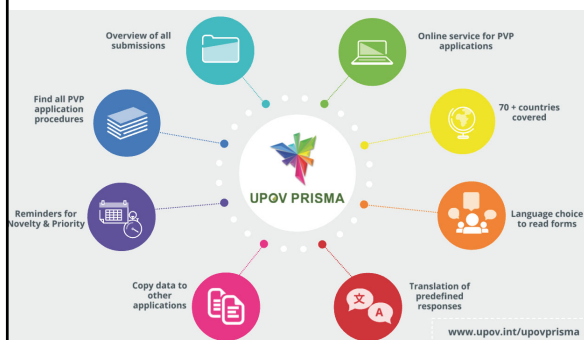 Overview of all
submissions
Online service for PVP
applications
Find all PVP
application
procedures
70 + countries
covered
UPOV PRISMA
Reminders for
Novelty & Priority
Language choice
to read forms
Copy data to
other
applications
文
A
Translation of
predefined
responses
www.upov.int/upovprisma